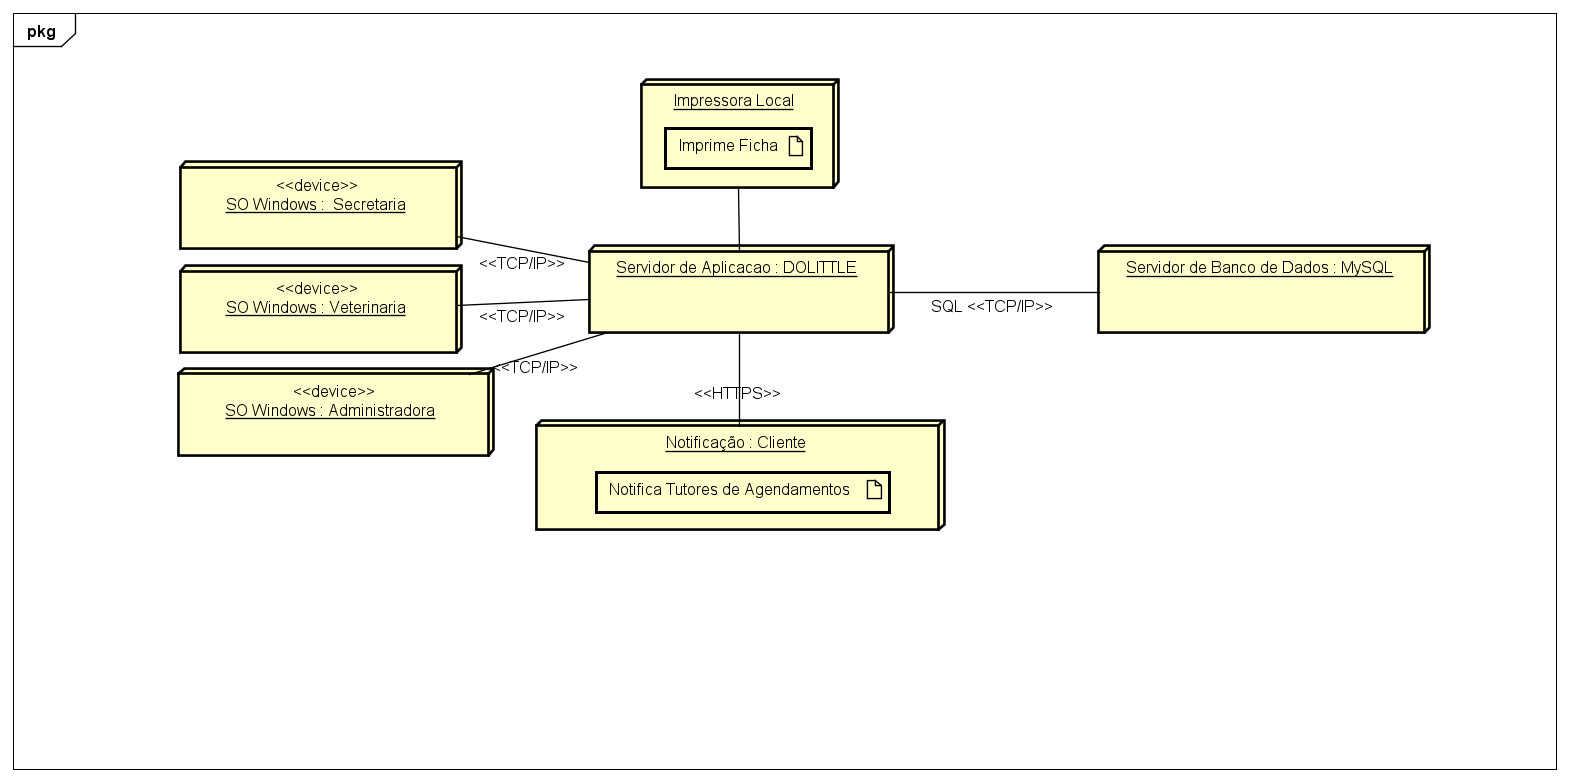 pkg
Impressora Local
Imprime Ficha
<<device>>
SO Windows :  Secretaria
<<TCP/IP>>
Servidor de Aplicacao : DOLITTLE
Servidor de Banco de Dados : MySQL
<<device>>
SO Windows : Veterinaria
<<TCP/IP>>
SQL <<TCP/IP>>
<<device>>
SO Windows : Administradora
<<TCP/IP>>
<<HTTPS>>
Notificação : Cliente
Notifica Tutores de Agendamentos